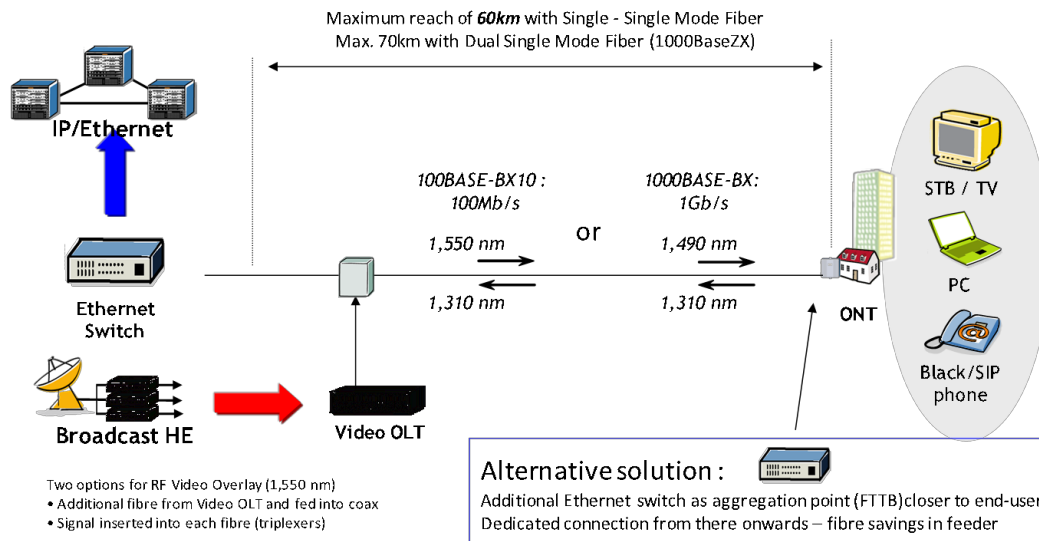 Maximum reach of 60km with Single - Single Mode Fiber
Max. 70km with Dual Single Mode Fiber (1000BaseZX)
IP/Ethernet
100BASE-BX10 :
100Mb/s
1000BASE-BX:
1Gb/s
or
1,550 nm
1,490 nm
1,310 nm
1,310 nm
STB / TV
PC
Black/SIP
phone
ONT
Ethernet
Switch
Broadcast HE
Video OLT
Two options for RF Video Overlay (1,550 nm)
• Additional fibre from Video OLT and fed into coax
• Signal inserted into each fibre (triplexers)
Alternative solution :
Additional Ethernet switch as aggregation point (FTTB)closer to end-user
Dedicated connection from there onwards – fibre savings in feeder